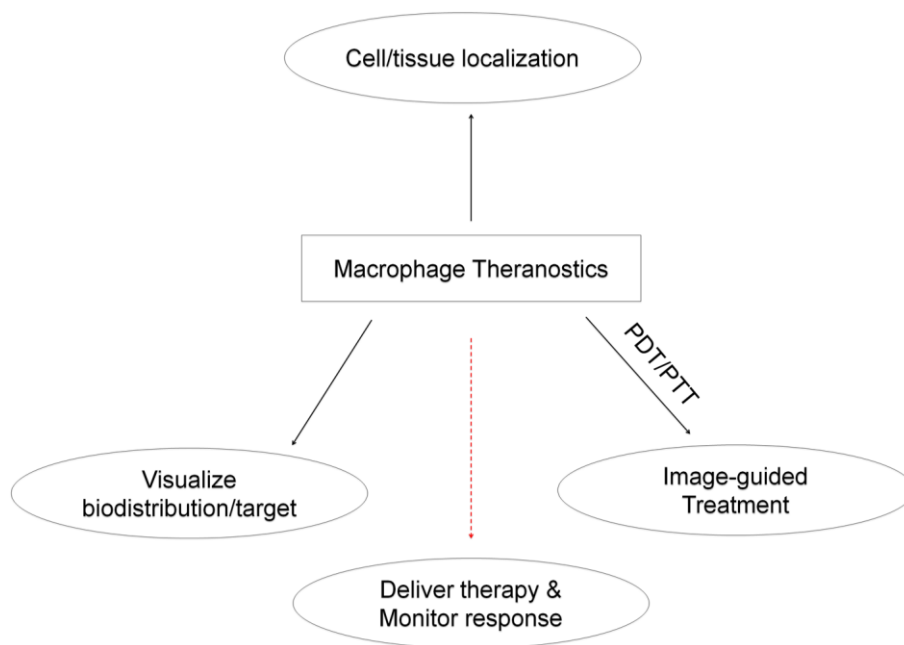 Cell/tissue localization
Macrophage Theranostics
PDT/PTT
Visualize
biodistribution/target
Image-guided
Treatment
Deliver therapy &
Monitor response